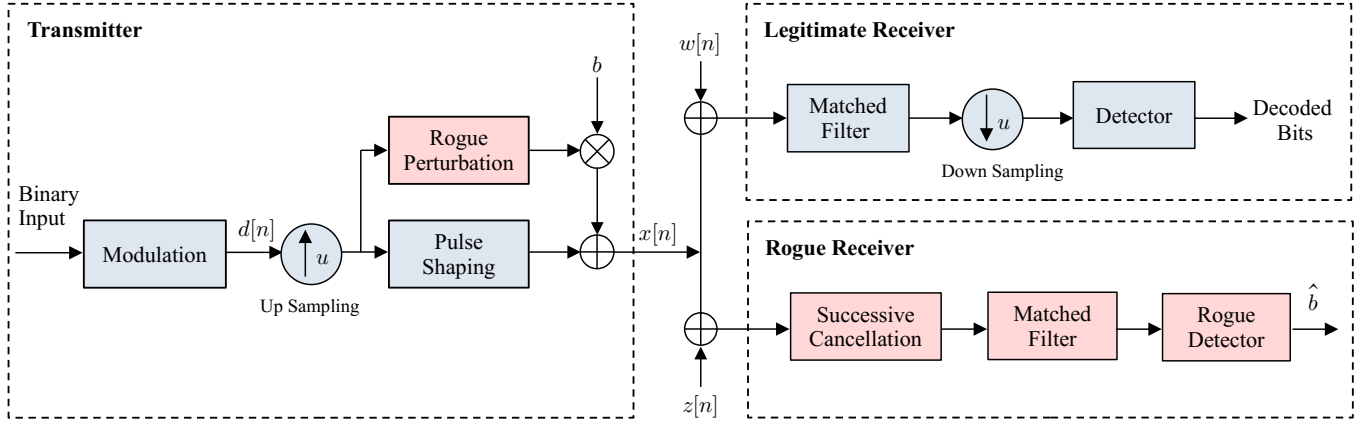 Transmitter
Binary
Input
Modulation
d[n]
u
Up Sampling
Rogue
Perturbation
b
Pulse
Shaping
x[n]
w[n]
z[n]
Legitimate Receiver
Matched
Filter
u
Down Sampling
Detector
Decoded
Bits
Rogue Receiver
Successive
Cancellation
Matched
Filter
Rogue
Detector
b̂